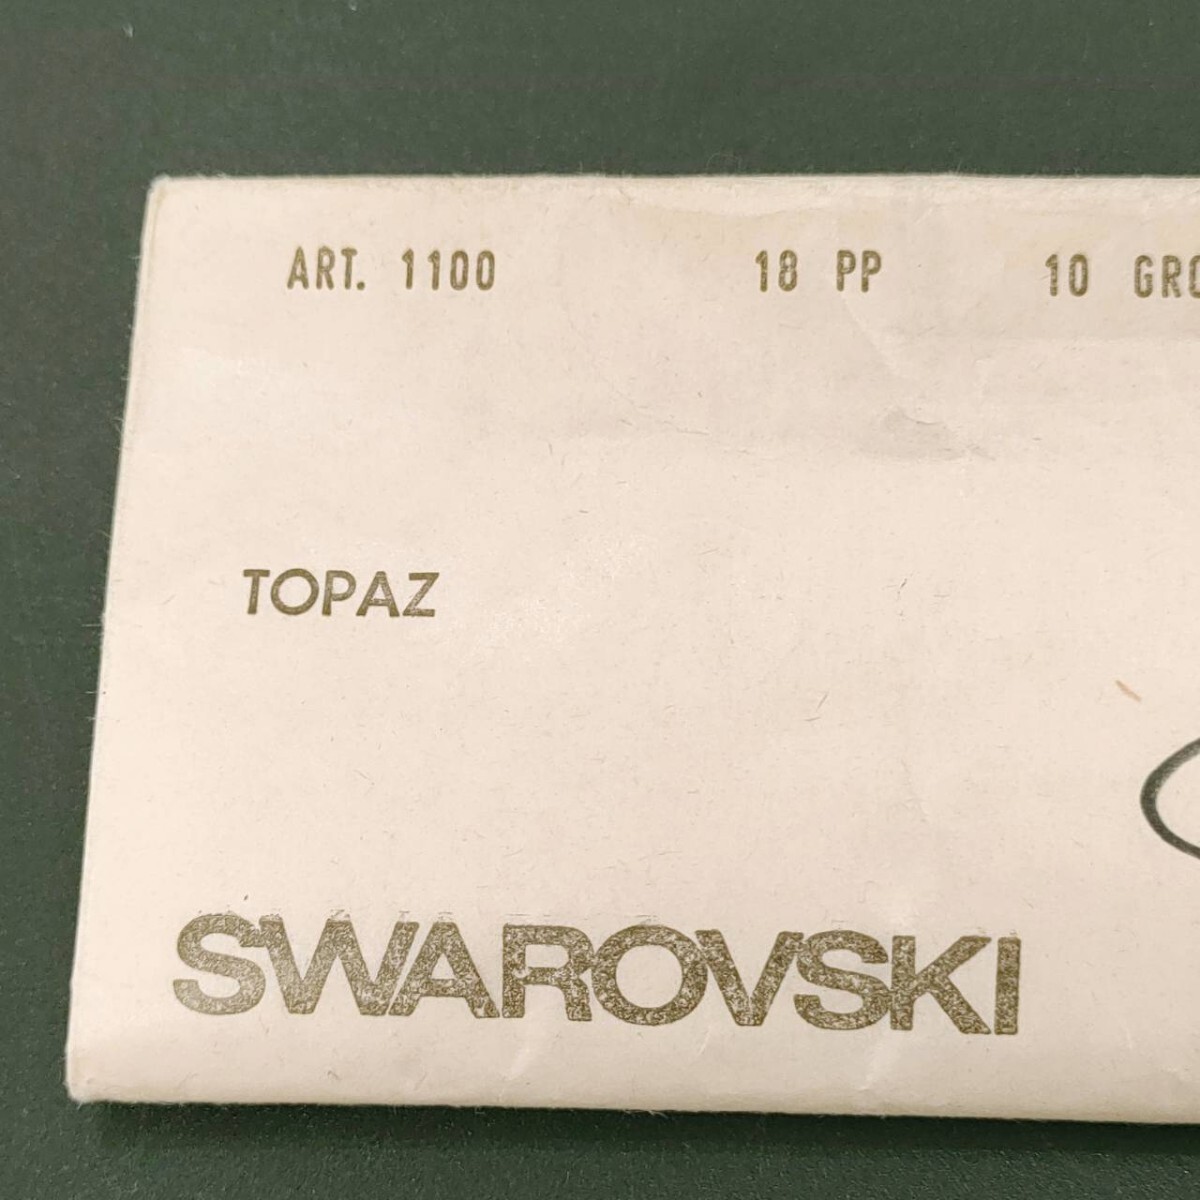 ART. 1100 18 PP 10 GRO
TOPAZ
SWAROVSKI